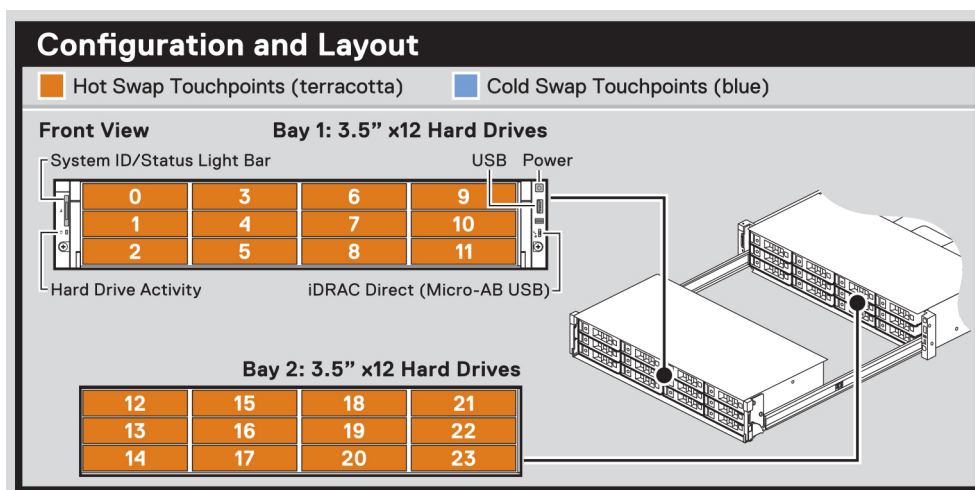 Configuration and Layout
Hot Swap Touchpoints (terracotta) Cold Swap Touchpoints (blue)
Front View Bay 1: 3.5” x12 Hard Drives
System ID/Status Light Bar USB Power
0 3 6 9
1 4 7 10
2 5 8 11
Hard Drive Activity iDRAC Direct (Micro-AB USB)
Bay 2: 3.5” x12 Hard Drives
12 15 18 21
13 16 19 22
14 17 20 23